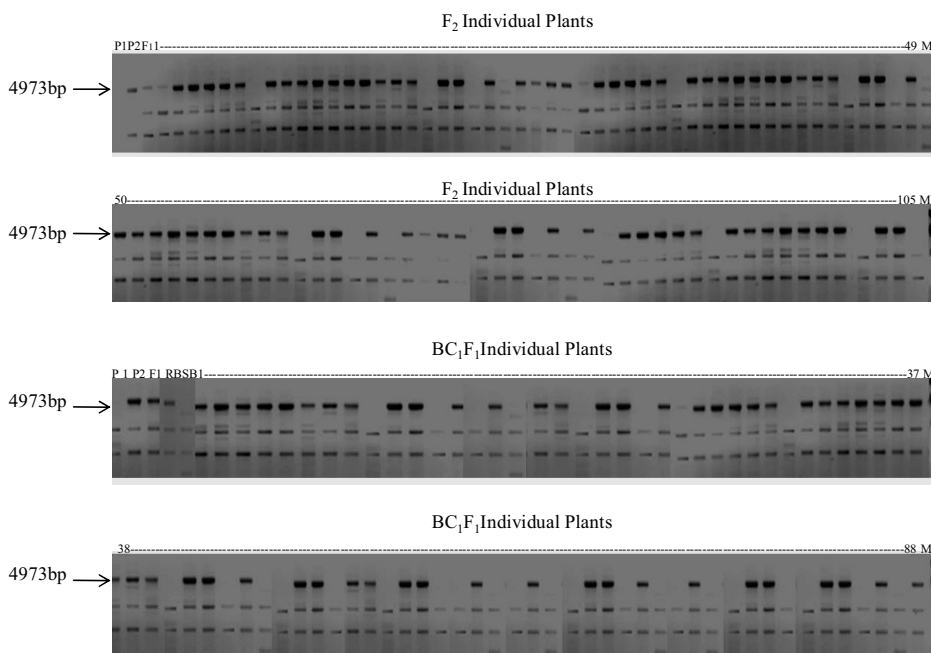 F₂ Individual Plants
P1P2F₁1 49 M
4973bp
F₂ Individual Plants
50 105 M
4973bp
BC₁F₁Individual Plants
P 1 P2 F1 RBSB1 37 M
4973bp
BC₁F₁Individual Plants
38 88 M
4973bp